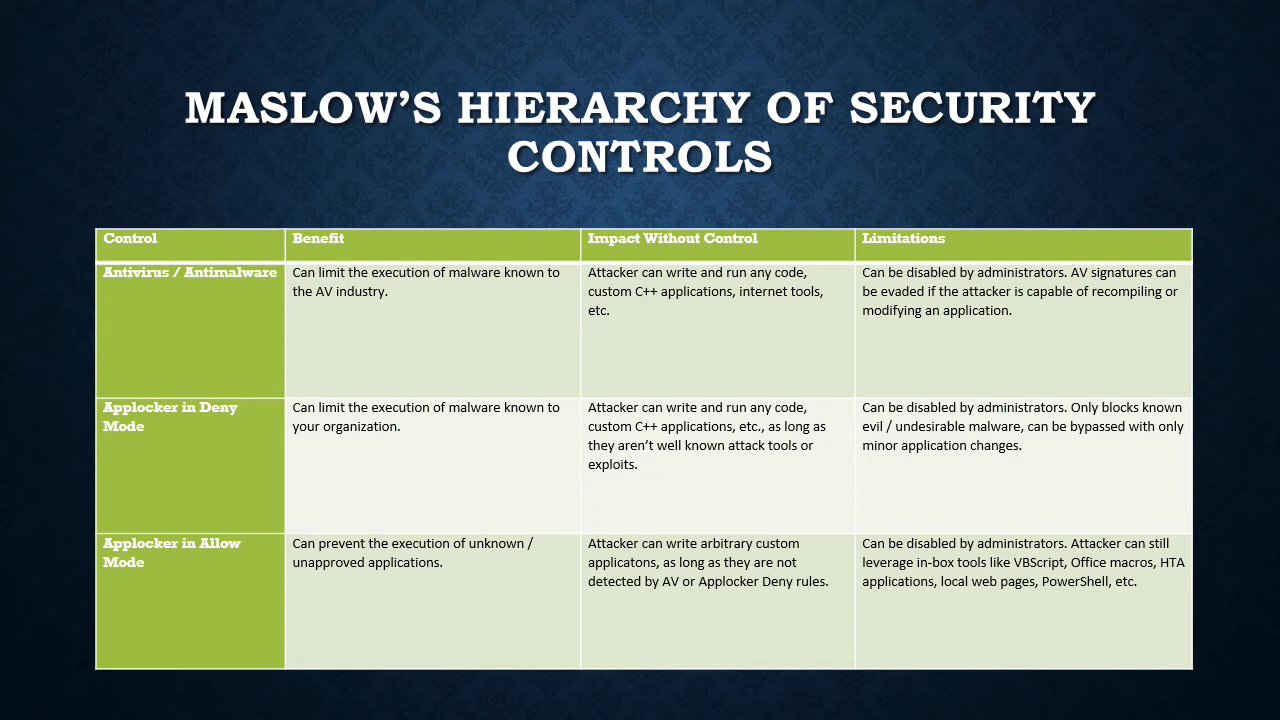 MASLOW’S HIERARCHY OF SECURITY
CONTROLS
Control
Benefit
Impact Without Control
Limitations
Antivirus / Antimalware
Can limit the execution of malware known to
the AV industry.
Attacker can write and run any code,
custom C++ applications, internet tools,
etc.
Can be disabled by administrators. AV signatures can
be evaded if the attacker is capable of recompiling or
modifying an application.
Applocker in Deny
Mode
Can limit the execution of malware known to
your organization.
Attacker can write and run any code,
custom C++ applications, etc., as long as
they aren’t well known attack tools or
exploits.
Can be disabled by administrators. Only blocks known
evil / undesirable malware, can be bypassed with only
minor application changes.
Applocker in Allow
Mode
Can prevent the execution of unknown /
unapproved applications.
Attacker can write arbitrary custom
applicatons, as long as they are not
detected by AV or Applocker Deny rules.
Can be disabled by administrators. Attacker can still
leverage in-box tools like VBScript, Office macros, HTA
applications, local web pages, PowerShell, etc.